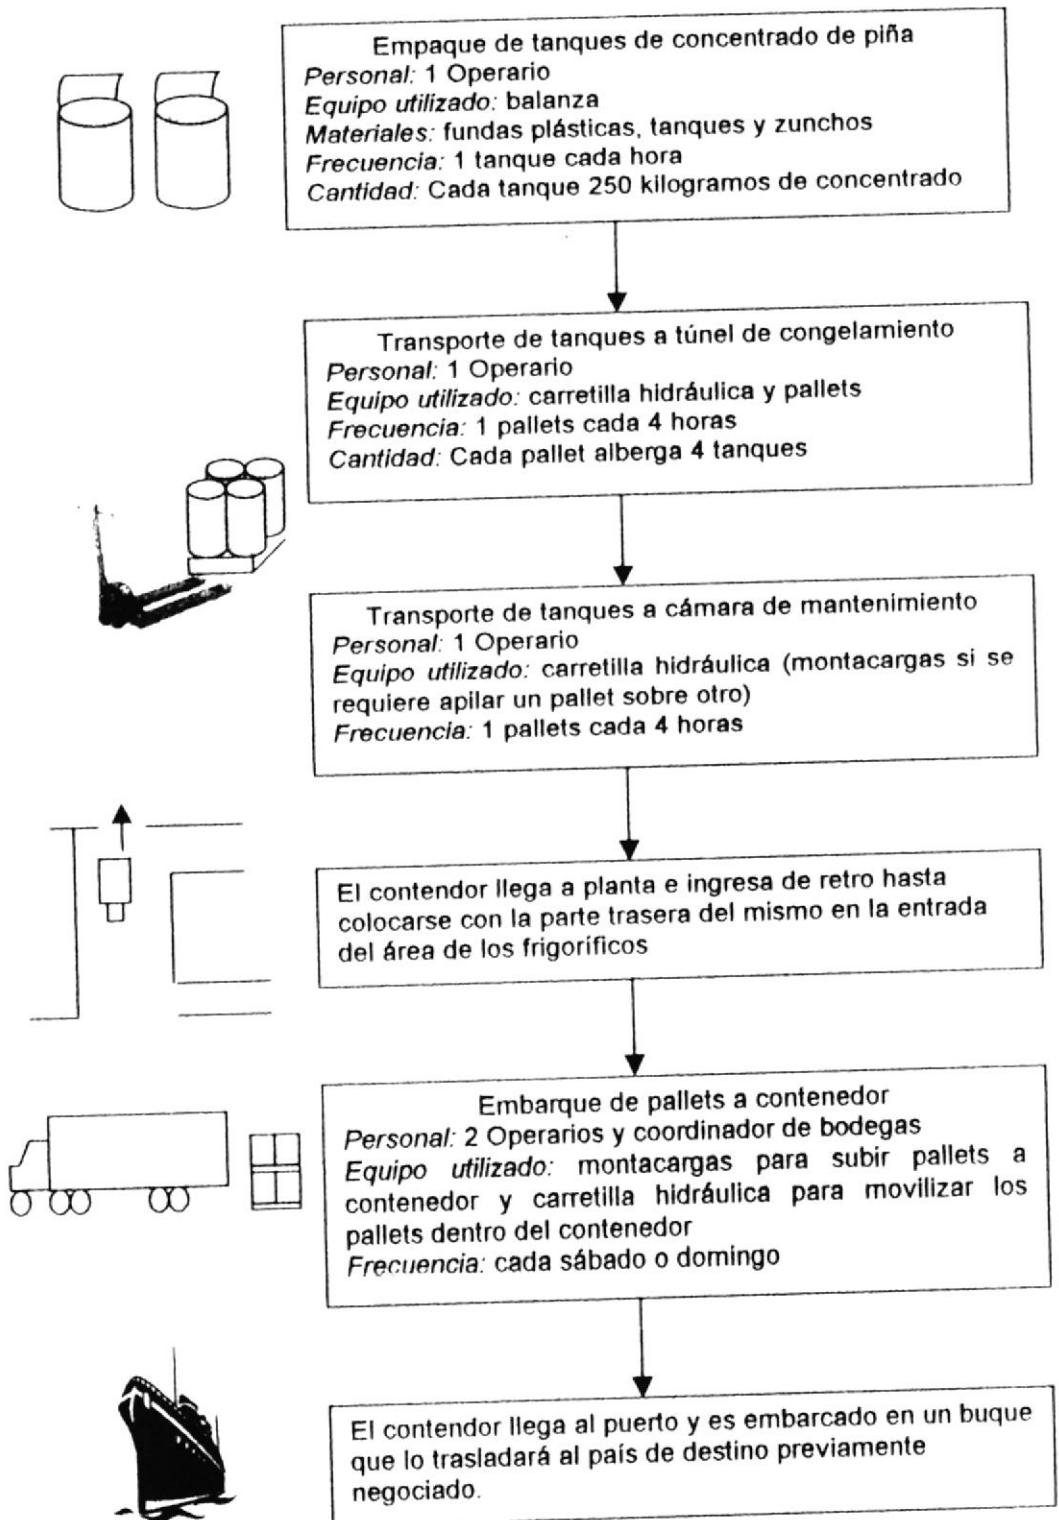 Empaque de tanques de concentrado de piña
Personal: 1 Operario
Equipo utilizado: balanza
Materiales: fundas plásticas, tanques y zunchos
Frecuencia: 1 tanque cada hora
Cantidad: Cada tanque 250 kilogramos de concentrado
Transporte de tanques a túnel de congelamiento
Personal: 1 Operario
Equipo utilizado: carretilla hidráulica y pallets
Frecuencia: 1 pallets cada 4 horas
Cantidad: Cada pallet alberga 4 tanques
Transporte de tanques a cámara de mantenimiento
Personal: 1 Operario
Equipo utilizado: carretilla hidráulica (montacargas si se
requiere apilar un pallet sobre otro)
Frecuencia: 1 pallets cada 4 horas
El contendor llega a planta e ingresa de retro hasta
colocarse con la parte trasera del mismo en la entrada
del área de los frigoríficos
Embarque de pallets a contenedor
Personal: 2 Operarios y coordinador de bodegas
Equipo utilizado: montacargas para subir pallets a
contenedor y carretilla hidráulica para movilizar los
pallets dentro del contenedor
Frecuencia: cada sábado o domingo
El contendor llega al puerto y es embarcado en un buque
que lo trasladará al país de destino previamente
negociado.